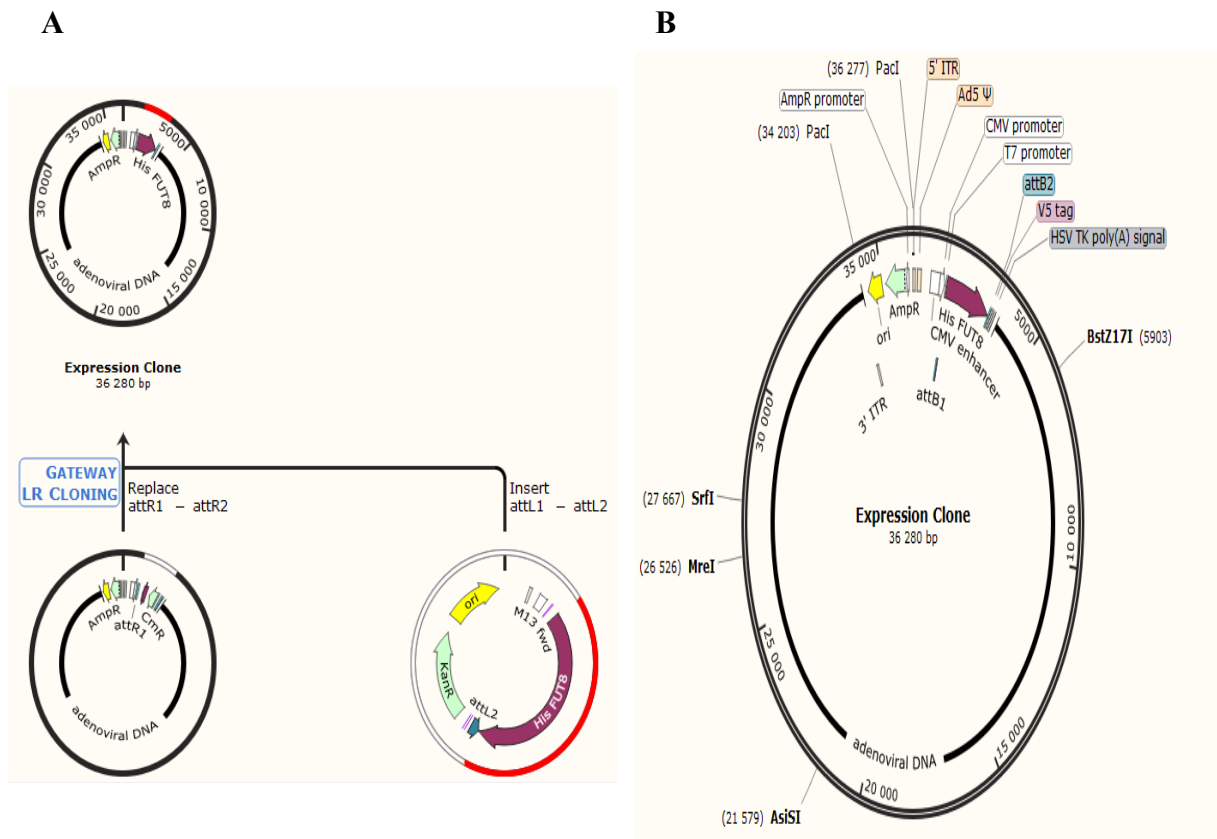 A
35 000
5000
10 000
15 000
20 000
25 000
30 000
AmpR
His FUT8
adenoviral DNA
Expression Clone
36 280 bp
GATEWAY
LR CLONING
Replace
attR1 – attR2
Insert
attL1 – attL2
AmpR
attR1
CmR
adenoviral DNA
ori
M13 fwd
KanR
attL2
His FUT8
B
(36 277) PacI
5' ITR
AmpR promoter
Ad5 Ψ
(34 203) PacI
CMV promoter
T7 promoter
attB2
V5 tag
HSV TK poly(A) signal
35 000
5000
AmpR
ori
His FUT8
CMV enhancer
3' ITR
attB1
BstZ17I (5903)
30 000
(27 667) SrfI
Expression Clone
36 280 bp
10 000
(26 526) MreI
25 000
15 000
adenoviral DNA
20 000
(21 579) AsiSI